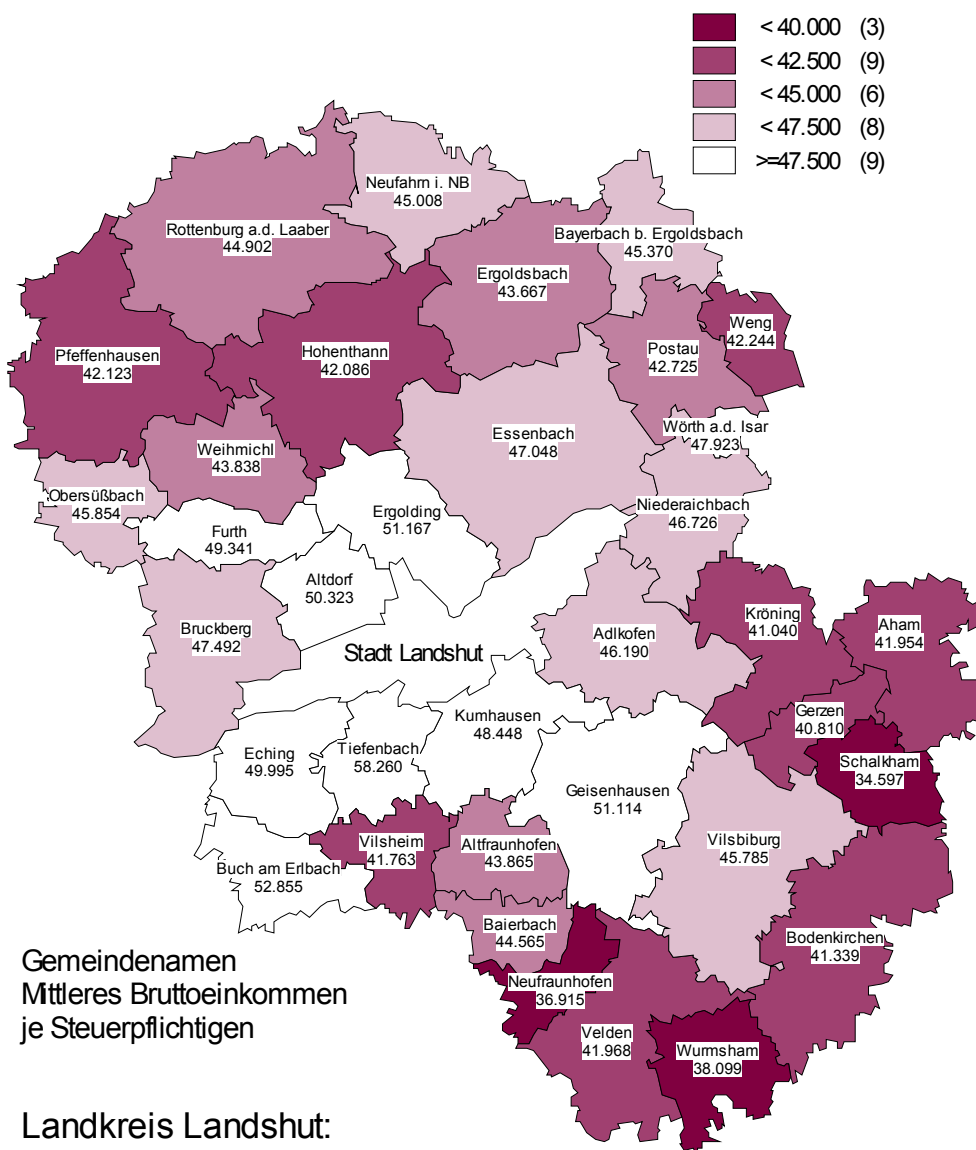 < 40.000 (3)
< 42.500 (9)
< 45.000 (6)
< 47.500 (8)
>=47.500 (9)
Neufahrn i. NB
45.008
Rottenburg a.d. Laaber
44.902
Bayerbach b. Ergoldsbach
45.370
Ergoldsbach
43.667
Weng
42.244
Pfeffenhausen
42.123
Hohenthann
42.086
Postau
42.725
Essenbach
47.048
Wörth a.d. Isar
47.923
Weihmichl
43.838
Obersüßbach
45.854
Ergolding
51.167
Niederaichbach
46.726
Furth
49.341
Altdorf
50.323
Kröning
41.040
Aham
41.954
Bruckberg
47.492
Adlkofen
46.190
Stadt Landshut
Gerzen
40.810
Kumhausen
48.448
Eching
49.995
Tiefenbach
58.260
Schalkham
34.597
Geisenhausen
51.114
Vilsheim
41.763
Altfraunhofen
43.865
Vilsbiburg
45.785
Buch am Erlbach
52.855
Baierbach
44.565
Bodenkirchen
41.339
Neufraunhofen
36.915
Velden
41.968
Wurmsham
38.099
Gemeindenamen
Mittleres Bruttoeinkommen
je Steuerpflichtigen
Landkreis Landshut: